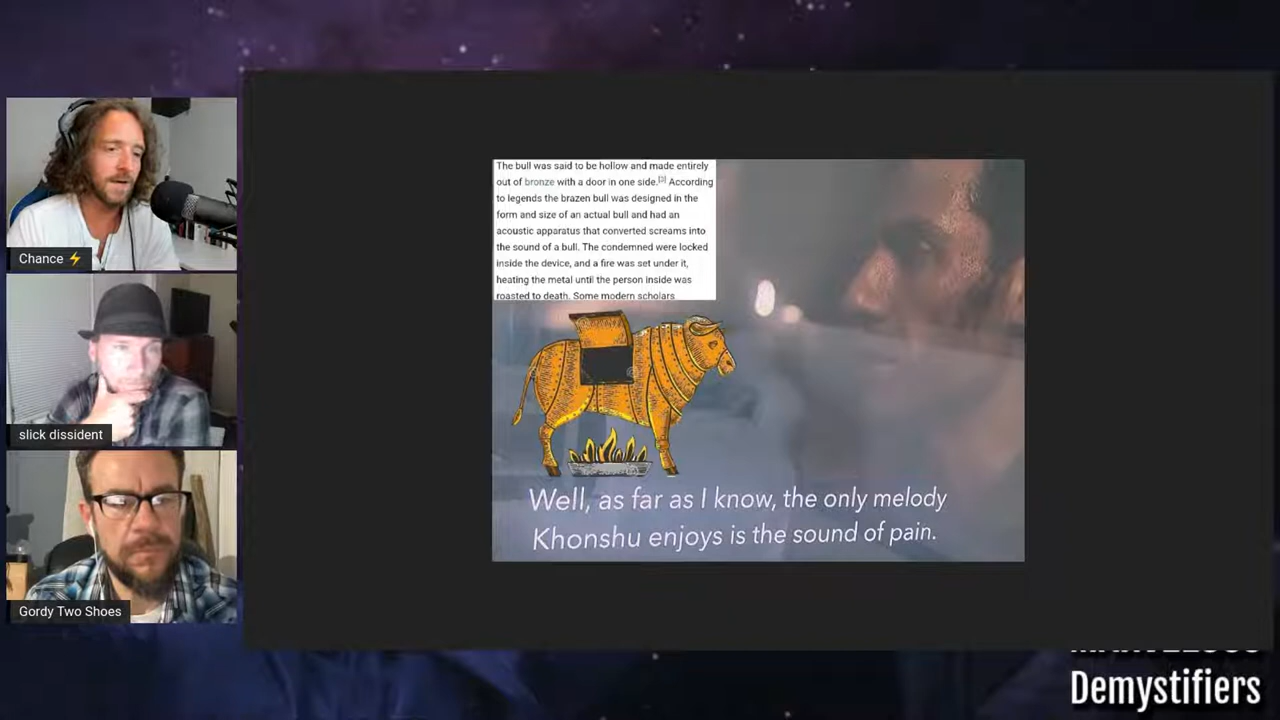 Chance ⚡
slick dissident
Gordy Two Shoes
The bull was said to be hollow and made entirely
out of bronze with a door in one side.[3] According
to legends the brazen bull was designed in the
form and size of an actual bull and had an
acoustic apparatus that converted screams into
the sound of a bull. The condemned were locked
inside the device, and a fire was set under it,
heating the metal until the person inside was
roasted to death. Some modern scholars
Well, as far as I know, the only melody
Khonshu enjoys is the sound of pain.
Demystifiers